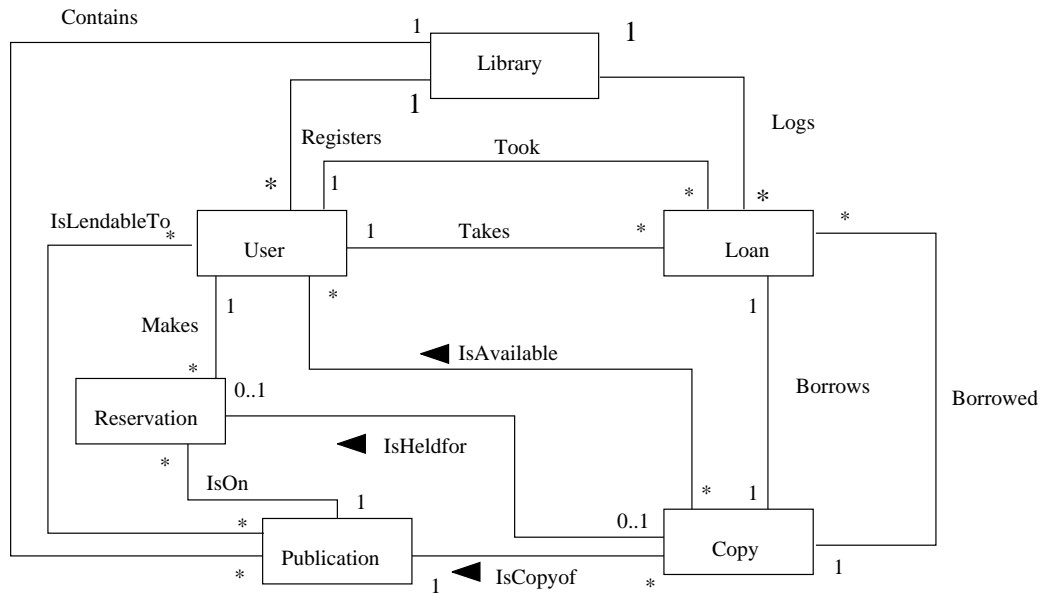 Contains
1
1
Library
1
Registers
Logs
Took
*
1
*
*
IsLendableTo
*
*
User
1
Takes
*
Loan
1
*
1
Makes
IsAvailable
*
0..1
Borrows
Borrowed
Reservation
IsHeldfor
*
IsOn
1
*
1
*
0..1
Publication
Copy
*
1
IsCopyof
*
1